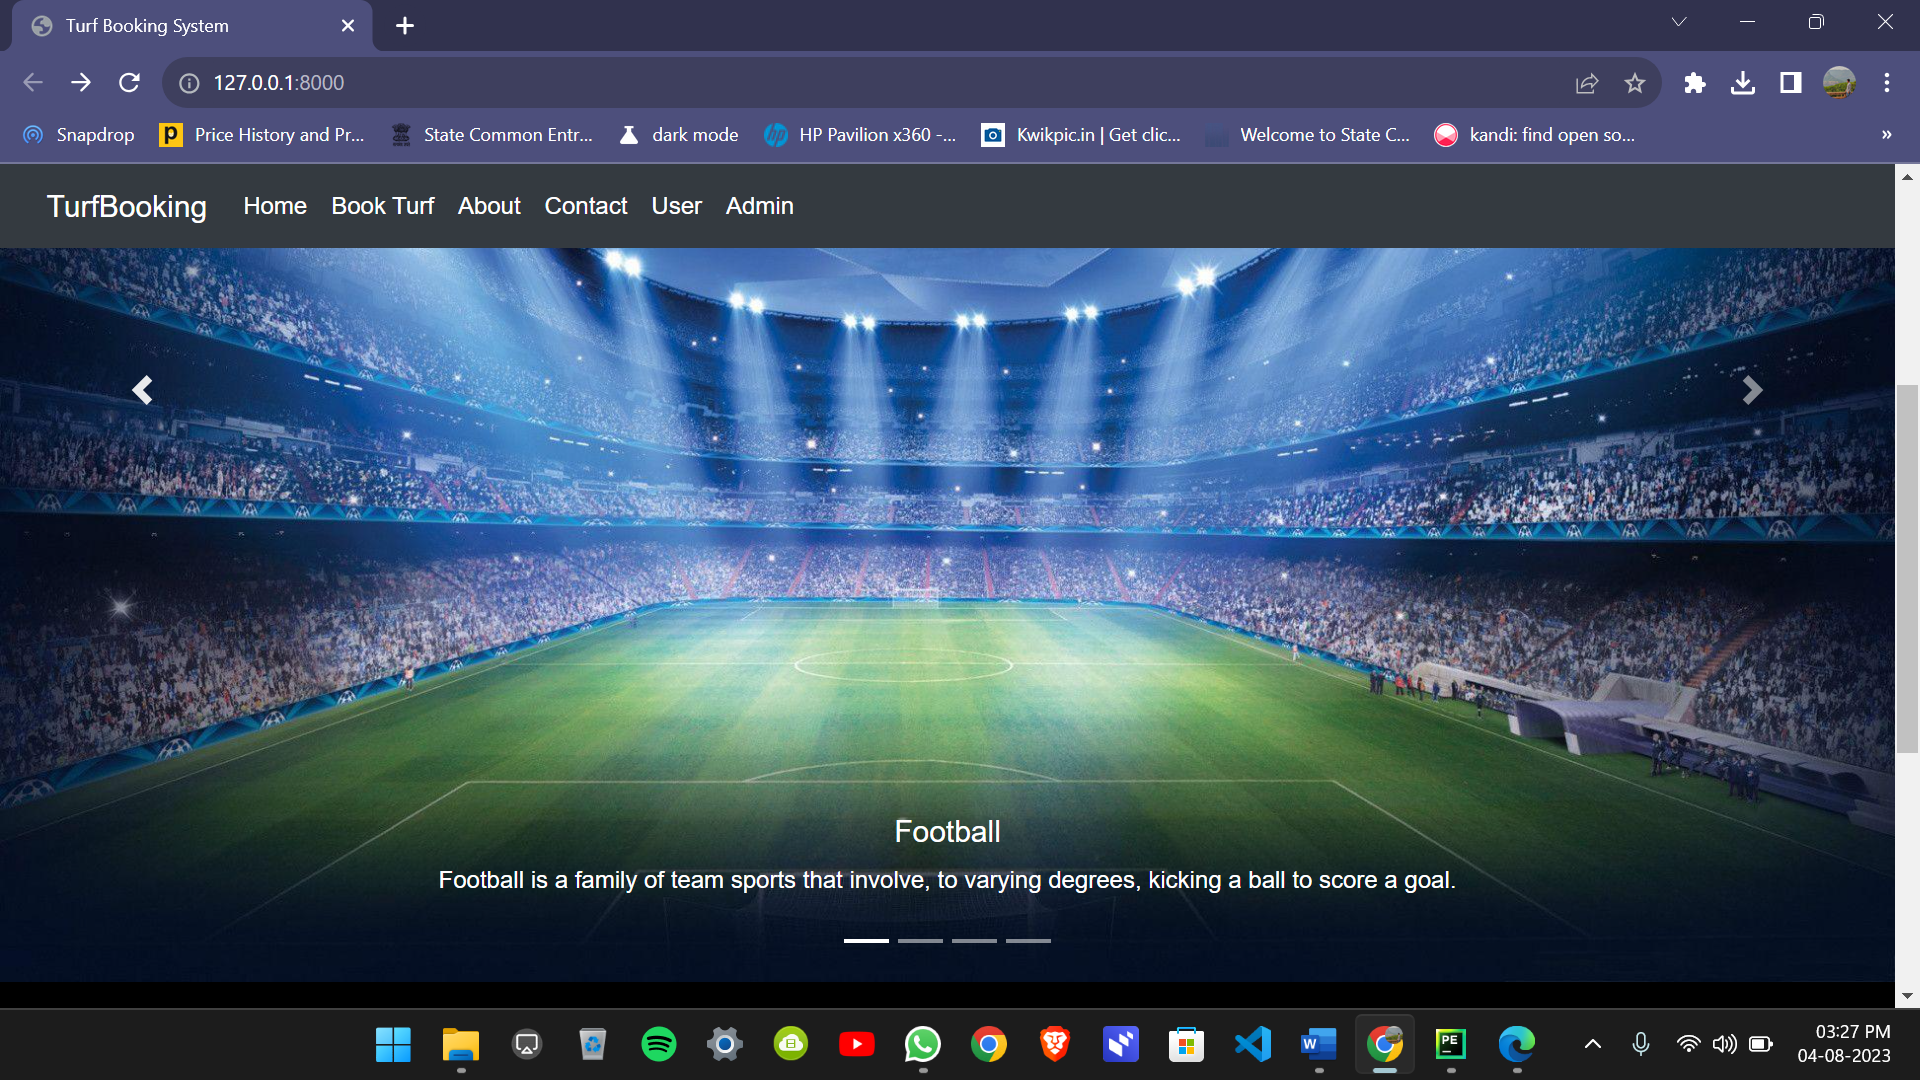 Turf Booking System
127.0.0.1:8000
Snapdrop
Price History and Pr...
State Common Entr...
dark mode
HP Pavilion x360 -...
Kwikpic.in | Get clic...
Welcome to State C...
kandi: find open so...
»
TurfBooking
Home
Book Turf
About
Contact
User
Admin
Football
Football is a family of team sports that involve, to varying degrees, kicking a ball to score a goal.
03:27 PM
04-08-2023